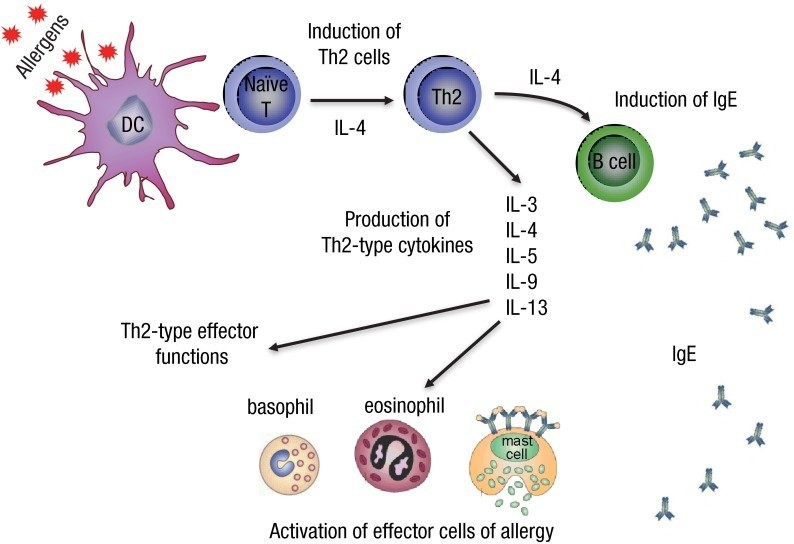 Allergens
DC
Naïve
T
Induction of
Th2 cells
IL-4
Th2
IL-4
B cell
Induction of IgE
Production of
Th2-type cytokines
IL-3
IL-4
IL-5
IL-9
IL-13
Th2-type effector
functions
IgE
basophil
eosinophil
mast
cell
Activation of effector cells of allergy